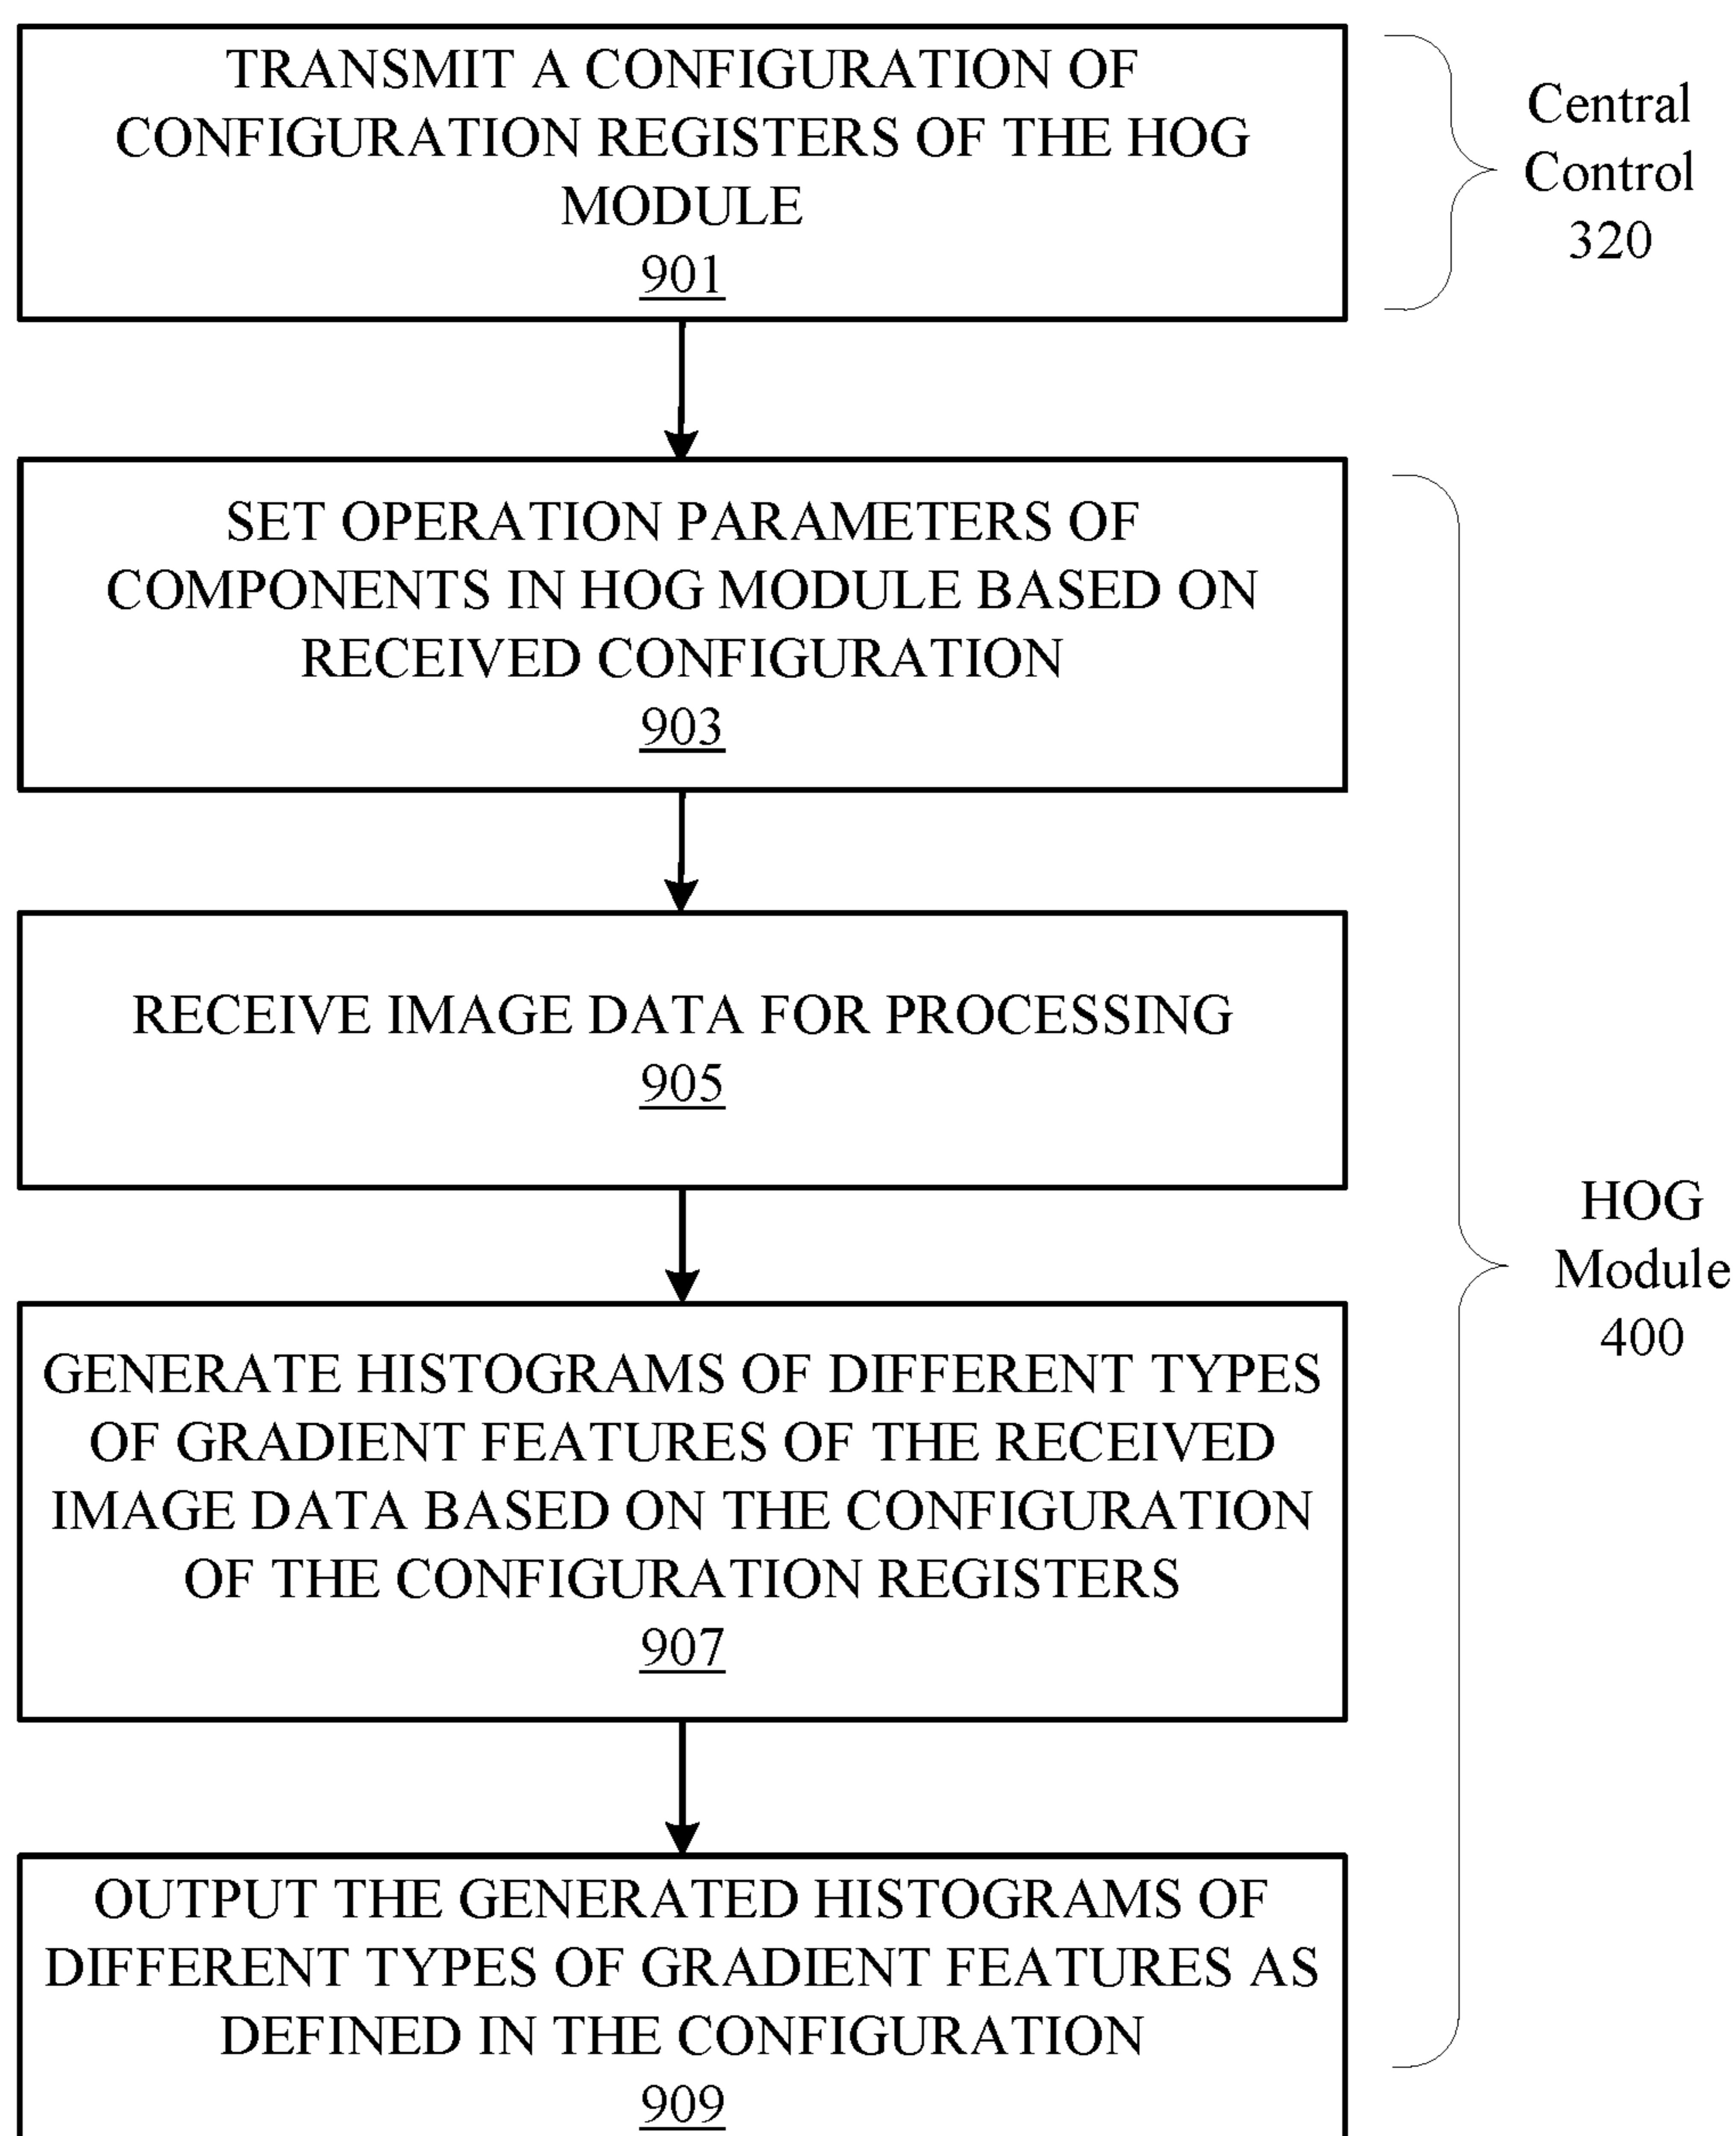 TRANSMIT A CONFIGURATION OF
CONFIGURATION REGISTERS OF THE HOG
MODULE
901
Central
Control
320
SET OPERATION PARAMETERS OF
COMPONENTS IN HOG MODULE BASED ON
RECEIVED CONFIGURATION
903
RECEIVE IMAGE DATA FOR PROCESSING
905
HOG
Module
400
GENERATE HISTOGRAMS OF DIFFERENT TYPES
OF GRADIENT FEATURES OF THE RECEIVED
IMAGE DATA BASED ON THE CONFIGURATION
OF THE CONFIGURATION REGISTERS
907
OUTPUT THE GENERATED HISTOGRAMS OF
DIFFERENT TYPES OF GRADIENT FEATURES AS
DEFINED IN THE CONFIGURATION
909